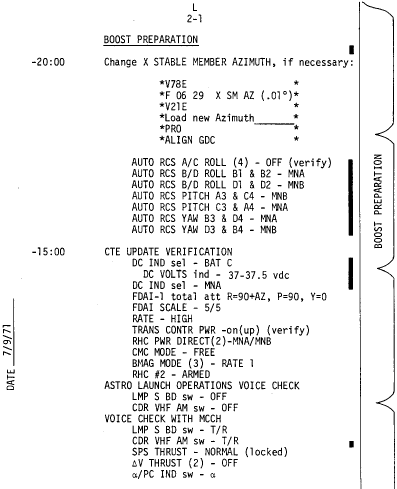 L
2-1
BOOST PREPARATION
-20:00 Change X STABLE MEMBER AZIMUTH, if necessary:
*V78E *
*F 06 29 X SM AZ (.01°)*
*V21E *
*Load new Azimuth______*
*PRO *
*ALIGN GDC *
AUTO RCS A/C ROLL (4) - OFF (verify)
AUTO RCS B/D ROLL B1 & B2 - MNA
AUTO RCS B/D ROLL D1 & D2 - MNB
AUTO RCS PITCH A3 & C4 - MNB
AUTO RCS PITCH C3 & A4 - MNA
AUTO RCS YAW B3 & D4 - MNA
AUTO RCS YAW D3 & B4 - MNB
-15:00 CTE UPDATE VERIFICATION
DC IND sel - BAT C
DC VOLTS ind - 37-37.5 vdc
DC IND sel - MNA
FDAI-1 total att R=90+AZ, P=90, Y=0
FDAI SCALE - 5/5
RATE - HIGH
TRANS CONTR PWR -on(up) (verify)
RHC PWR DIRECT(2)-MNA/MNB
CMC MODE - FREE
BMAG MODE (3) - RATE 1
RHC #2 - ARMED
ASTRO LAUNCH OPERATIONS VOICE CHECK
LMP S BD sw - OFF
CDR VHF AM sw - OFF
VOICE CHECK WITH MCCH
LMP S BD sw - T/R
CDR VHF AM sw - T/R
SPS THRUST - NORMAL (locked)
ΔV THRUST (2) - OFF
α/PC IND sw - α
DATE 7/9/71
BOOST PREPARATION